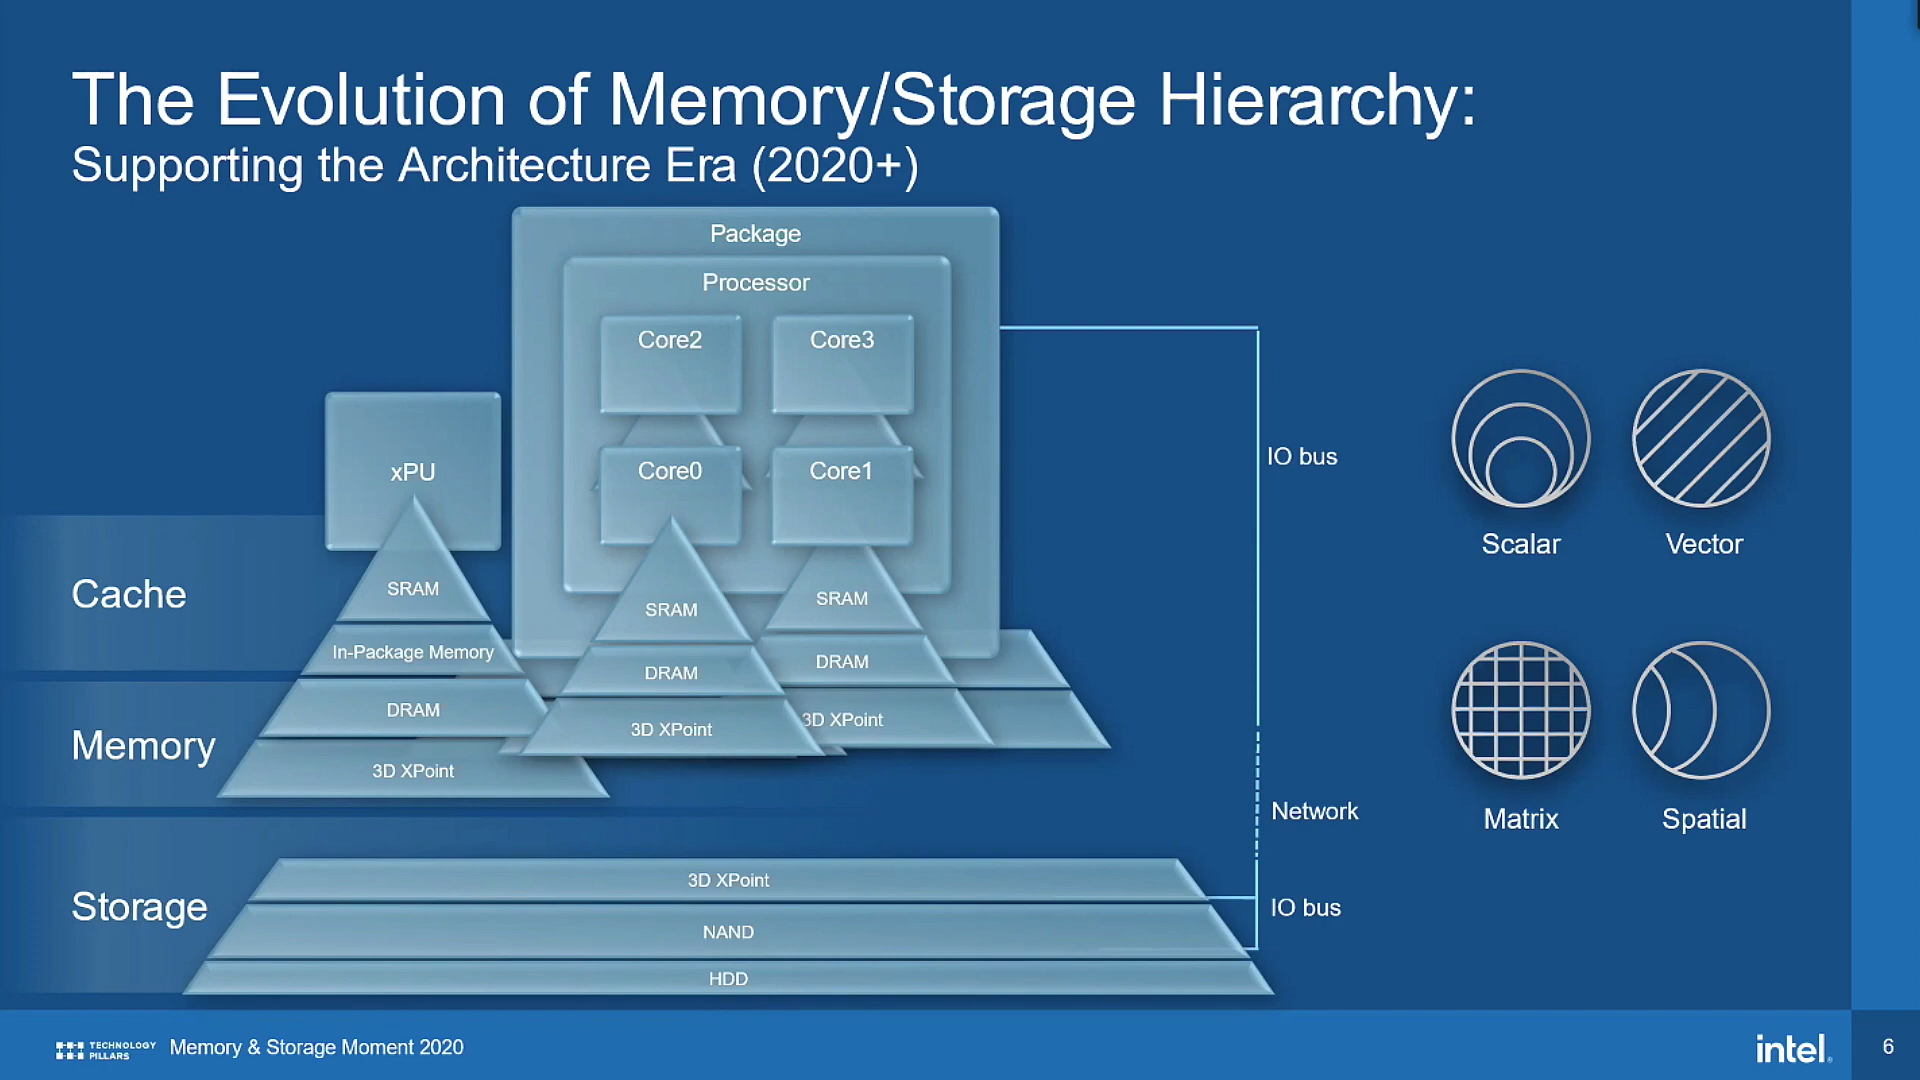 The Evolution of Memory/Storage Hierarchy:
Supporting the Architecture Era (2020+)
Package
Processor
Core2
Core3
xPU
Core0
Core1
IO bus
Scalar
Vector
Cache
SRAM
SRAM
SRAM
In-Package Memory
DRAM
DRAM
Memory
DRAM
3D XPoint
3D XPoint
3D XPoint
Network
Matrix
Spatial
Storage
3D XPoint
NAND
HDD
IO bus
TECHNOLOGY
PILLARS
Memory & Storage Moment 2020
intel.
6